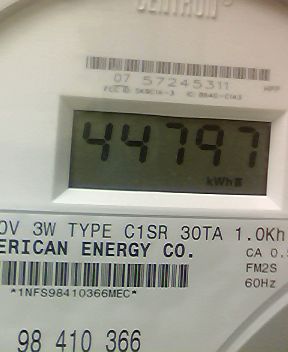 CENTRON®
07 57245311
44797
kWh
0V 3W TYPE C1SR 30TA 1.0Kh
ERICAN ENERGY CO.
CA 0.
FM2S
*1NFS98410366MEC*
60Hz
98 410 366